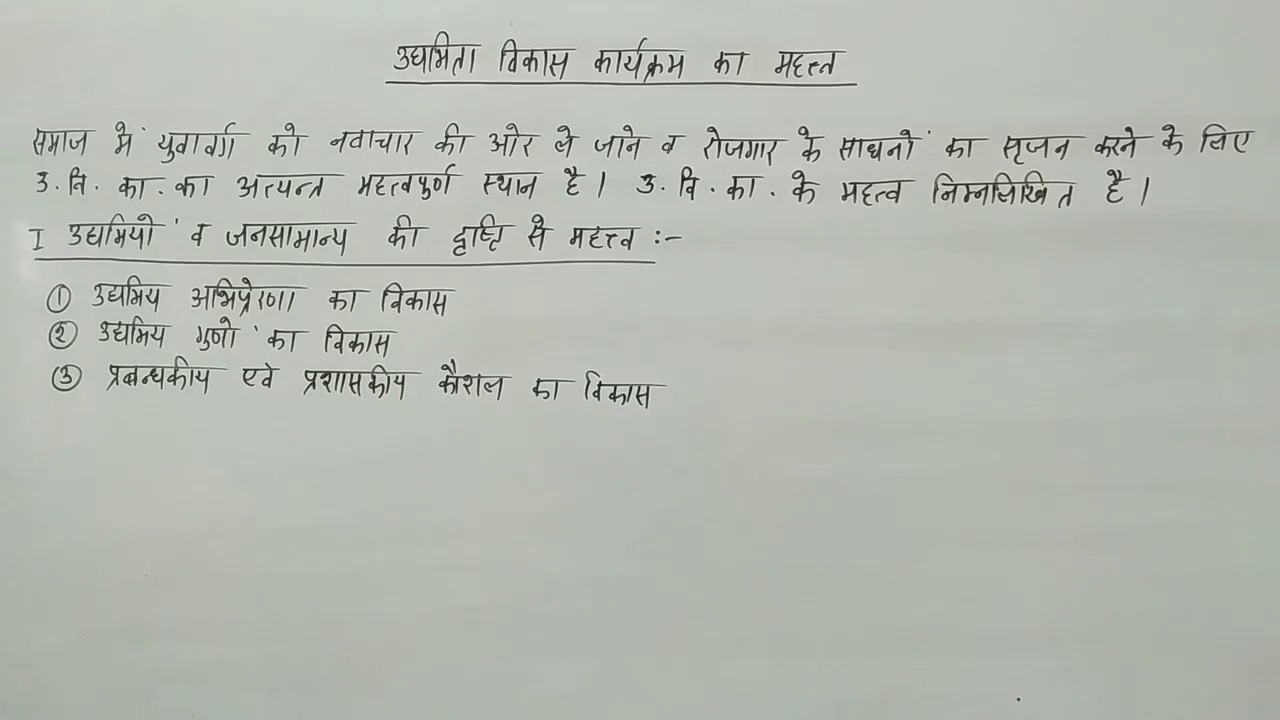 उद्यमिता विकास कार्यक्रम का महत्त्व
समाज में युवावर्ग को नवाचार की ओर ले जाने व रोजगार के साधनों का सृजन करने के लिए
उ. वि. का. का अत्यन्त महत्वपुर्ण स्थान है। उ. वि. का. के महत्व निम्नलिखित है।
I उद्यमियों व जनसामान्य की दृष्टि से महत्त्व :-
① उद्यमिय अभिप्रेरणा का विकास
② उद्यमिय गुणों का विकास
③ प्रबन्धकीय एवं प्रशासकीय कौशल का विकास